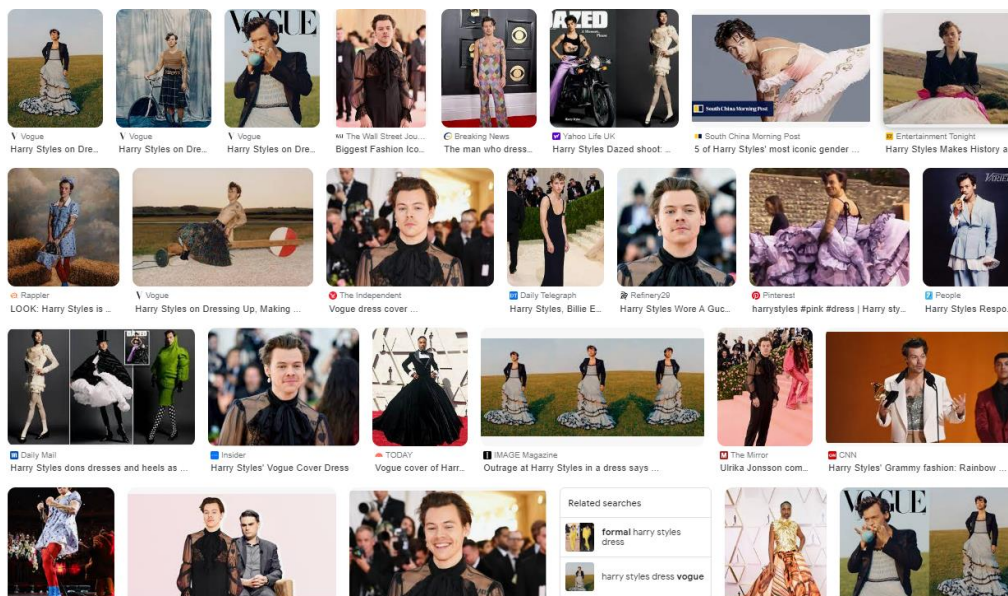 VOGUE
DAZED
South China Morning Post
Vogue
Vogue
Vogue
The Wall Street Jou...
Breaking News
Yahoo Life UK
South China Morning Post
Entertainment Tonight
Harry Styles on Dre...
Harry Styles on Dre...
Harry Styles on Dre...
Biggest Fashion Ico...
The man who dress...
Harry Styles Dazed shoot: ...
5 of Harry Styles' most iconic gender ...
Harry Styles Makes History a
Rappler
Vogue
The Independent
Daily Telegraph
Refinery29
Pinterest
People
LOOK: Harry Styles is ...
Harry Styles on Dressing Up, Making ...
Vogue dress cover ...
Harry Styles, Billie E...
Harry Styles Wore A Guc...
harrystyles #pink #dress | Harry sty...
Harry Styles Respo.
DAZED
Daily Mail
Insider
TODAY
IMAGE Magazine
The Mirror
CNN
Harry Styles dons dresses and heels as ...
Harry Styles' Vogue Cover Dress
Vogue cover of Harr...
Outrage at Harry Styles in a dress says ...
Ulrika Jonsson com...
Harry Styles' Grammy fashion: Rainbow ...
Related searches
formal harry styles
dress
harry styles dress vogue
VOGUE